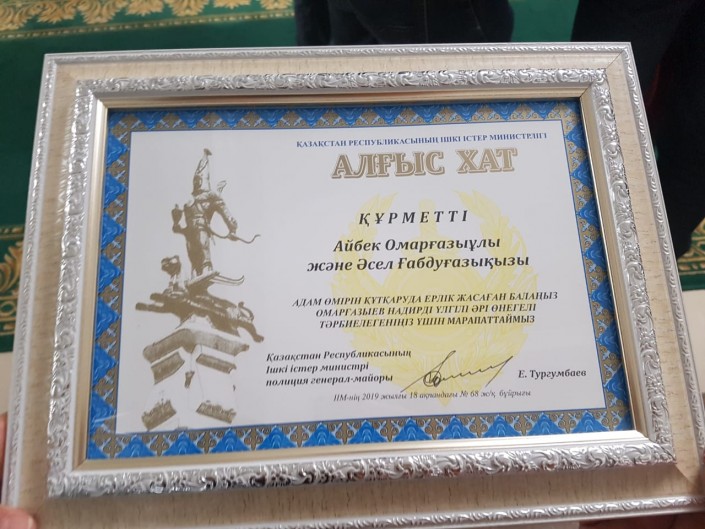 ҚАЗАҚСТАН РЕСПУБЛИКАСЫНЫҢ ІШКІ ІСТЕР МИНИСТРЛІГІ
АЛҒЫС ХАТ
ҚҰРМЕТТІ
Айбек Омарғазыұлы
және Әсел Ғабдуғазықызы
АДАМ ӨМІРІН ҚҰТҚАРУДА ЕРЛІК ЖАСАҒАН БАЛАҢЫЗ
ОМАРҒАЗЫЕВ НАДИРДІ ҮЛГІЛІ ӘРІ ӨНЕГЕЛІ
ТӘРБИЕЛЕГЕНІҢІЗ ҮШІН МАРАПАТТАЙМЫЗ
Қазақстан Республикасының
Ішкі істер министрі
полиция генерал-майоры
Е. Тургумбаев
ІІМ-нің 2019 жылғы 18 ақпандағы № 68 ж/қ бұйрығы